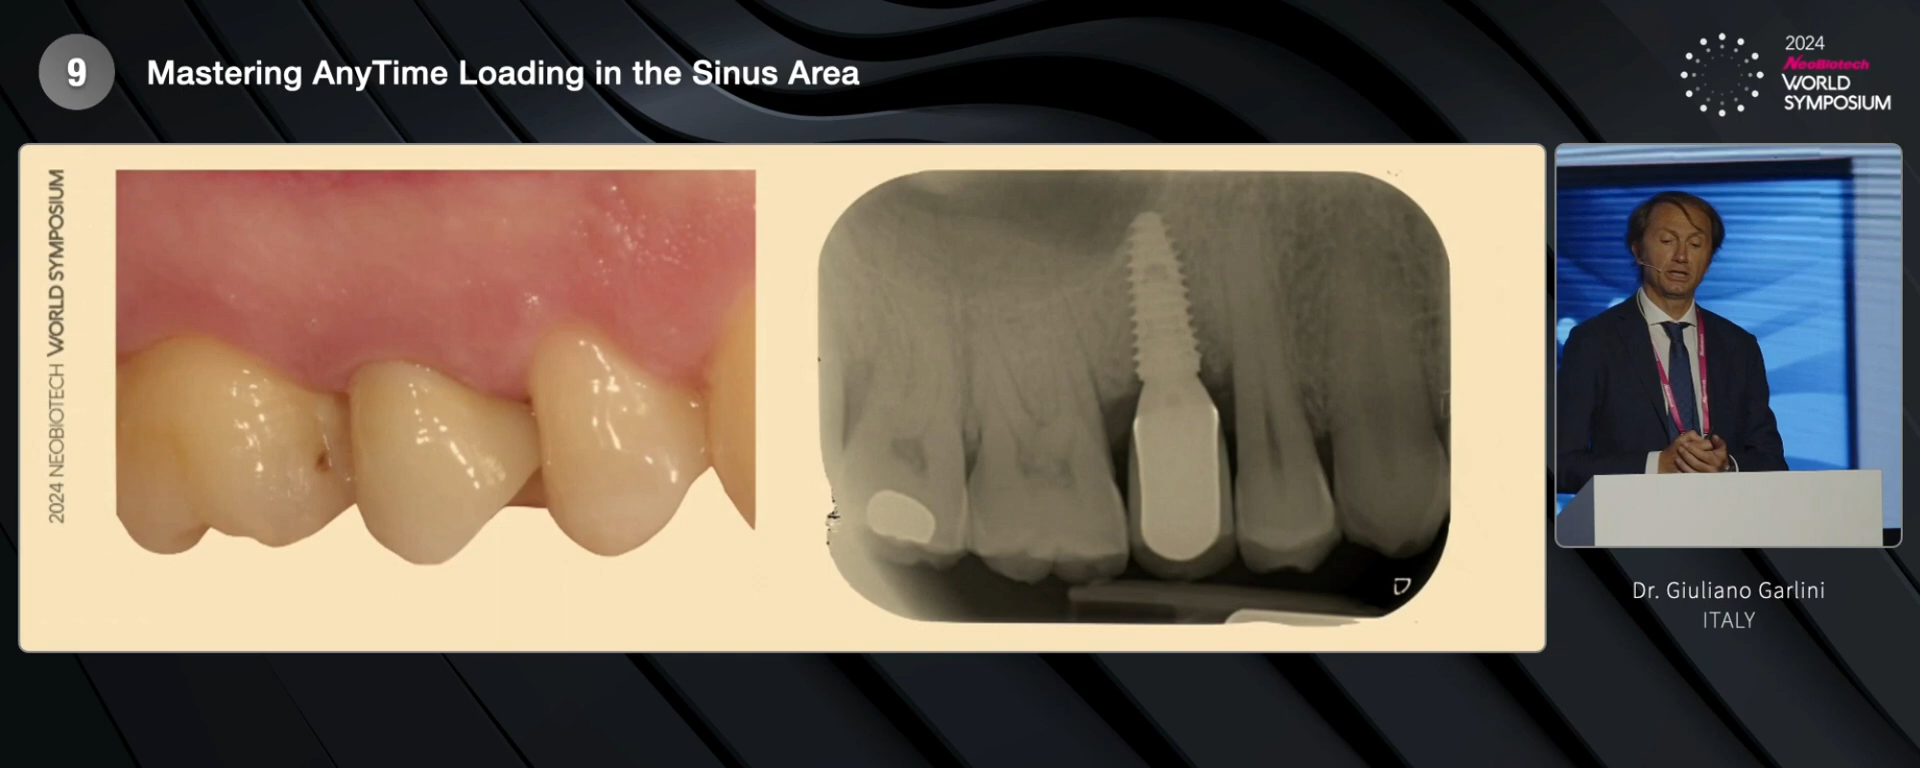 9
Mastering AnyTime Loading in the Sinus Area
2024
NeoBiotech
WORLD
SYMPOSIUM
2024 NEOBIOTECH WORLD SYMPOSIUM
D
Dr. Giuliano Garlini
ITALY